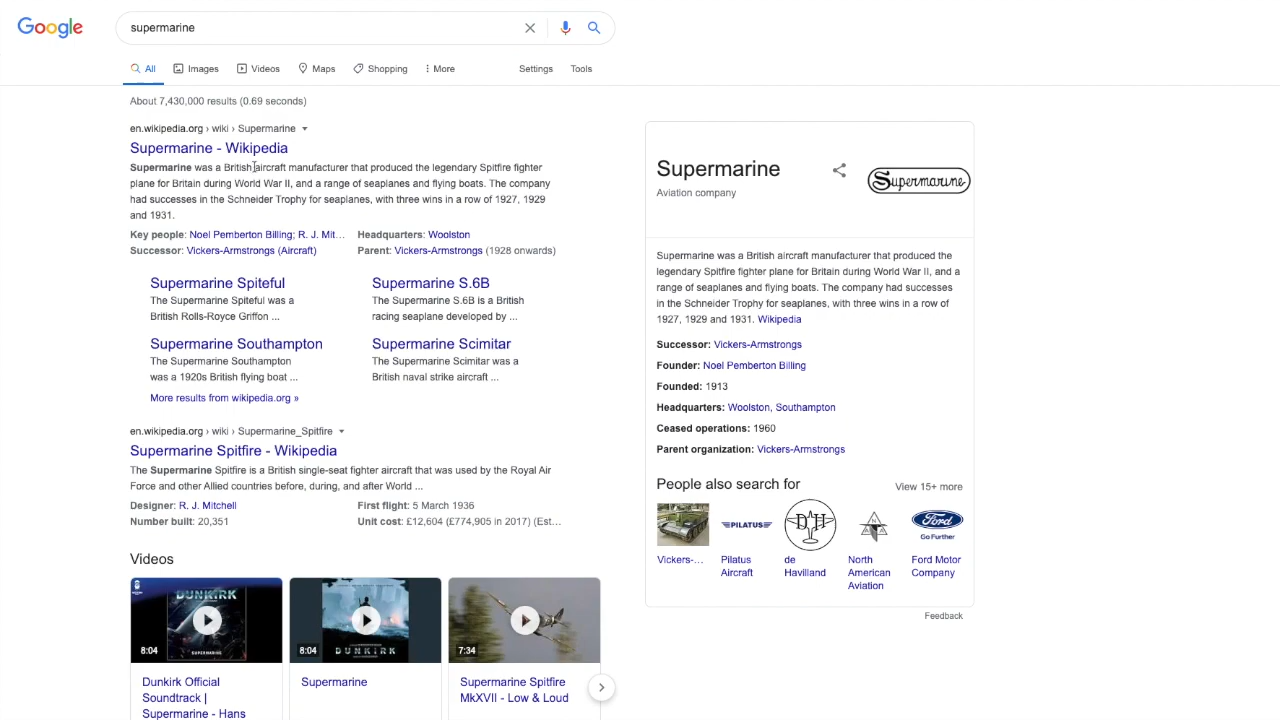 Google
supermarine
All
Images
Videos
Maps
Shopping
More
Settings
Tools
About 7,430,000 results (0.69 seconds)
en.wikipedia.org › wiki › Supermarine
Supermarine - Wikipedia
Supermarine was a British aircraft manufacturer that produced the legendary Spitfire fighter
plane for Britain during World War II, and a range of seaplanes and flying boats. The company
had successes in the Schneider Trophy for seaplanes, with three wins in a row of 1927, 1929
and 1931.
Key people: Noel Pemberton Billing; R. J. Mit... Headquarters: Woolston
Successor: Vickers-Armstrongs (Aircraft) Parent: Vickers-Armstrongs (1928 onwards)
Supermarine Spiteful
The Supermarine Spiteful was a
British Rolls-Royce Griffon ...
Supermarine S.6B
The Supermarine S.6B is a British
racing seaplane developed by ...
Supermarine Southampton
The Supermarine Southampton
was a 1920s British flying boat ...
Supermarine Scimitar
The Supermarine Scimitar was a
British naval strike aircraft ...
More results from wikipedia.org »
en.wikipedia.org › wiki › Supermarine_Spitfire
Supermarine Spitfire - Wikipedia
The Supermarine Spitfire is a British single-seat fighter aircraft that was used by the Royal Air
Force and other Allied countries before, during, and after World ...
Designer: R. J. Mitchell First flight: 5 March 1936
Number built: 20,351 Unit cost: £12,604 (£774,905 in 2017) (Est...
Videos
DUNKIRK
SUPERMARINE
8:04
Dunkirk Official
Soundtrack |
Supermarine - Hans
DUNKIRK
8:04
Supermarine
7:34
Supermarine Spitfire
MkXVII - Low & Loud
Supermarine
Aviation company
Supermarine
Supermarine was a British aircraft manufacturer that produced the
legendary Spitfire fighter plane for Britain during World War II, and a
range of seaplanes and flying boats. The company had successes
in the Schneider Trophy for seaplanes, with three wins in a row of
1927, 1929 and 1931. Wikipedia
Successor: Vickers-Armstrongs
Founder: Noel Pemberton Billing
Founded: 1913
Headquarters: Woolston, Southampton
Ceased operations: 1960
Parent organization: Vickers-Armstrongs
People also search for
View 15+ more
PILATUS
DH
N A A
Ford
Go Further
Vickers-...
Pilatus
Aircraft
de
Havilland
North
American
Aviation
Ford Motor
Company
Feedback